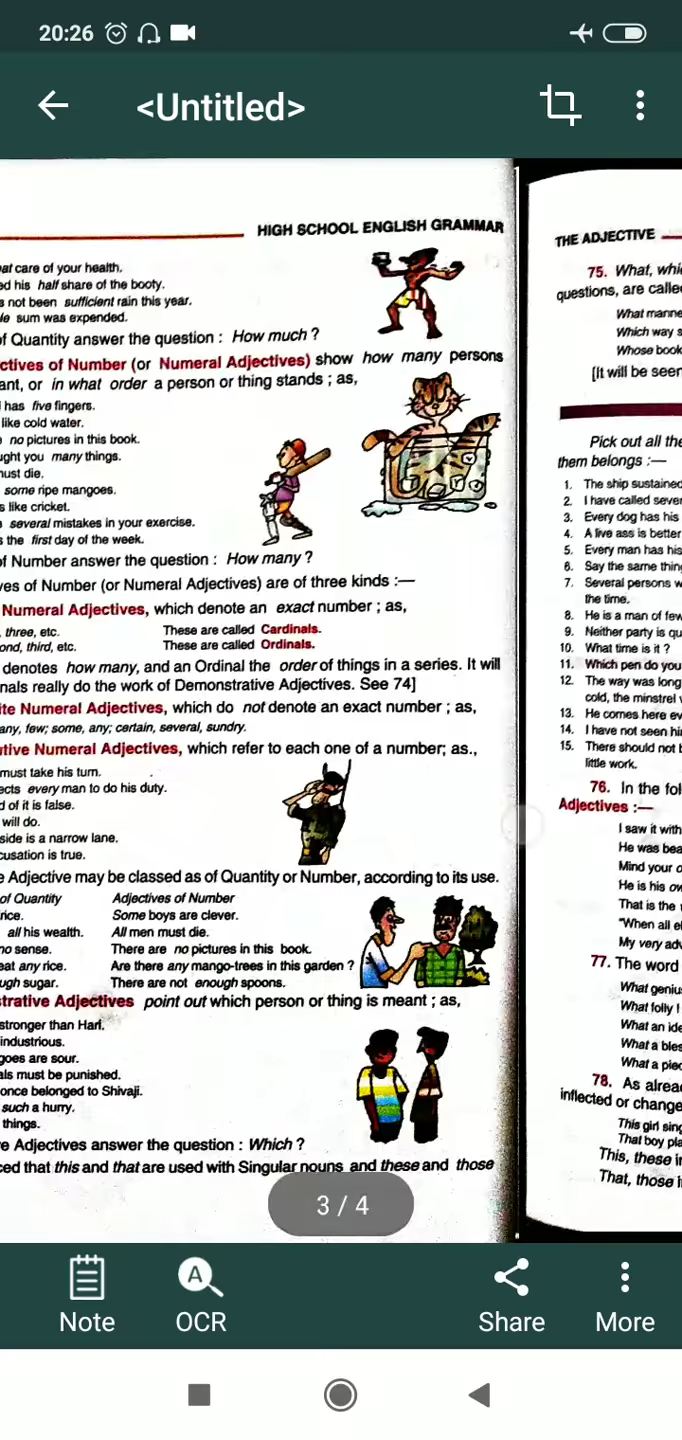 20:26
<Untitled>
HIGH SCHOOL ENGLISH GRAMMAR
care of your health.
his half share of the booty.
not been sufficient rain this year.
sum was expended.
of Quantity answer the question : How much ?
ctives of Number (or Numeral Adjectives) show how many persons
ant, or in what order a person or thing stands ; as,
has five fingers.
like cold water.
no pictures in this book.
ught you many things.
must die.
some ripe mangoes.
s like cricket.
several mistakes in your exercise.
s the first day of the week.
of Number answer the question : How many ?
ves of Number (or Numeral Adjectives) are of three kinds :—
Numeral Adjectives, which denote an exact number ; as,
, three, etc. These are called Cardinals.
ond, third, etc. These are called Ordinals.
denotes how many, and an Ordinal the order of things in a series. It will
nals really do the work of Demonstrative Adjectives. See 74]
ite Numeral Adjectives, which do not denote an exact number ; as,
any, few; some, any; certain, several, sundry.
utive Numeral Adjectives, which refer to each one of a number; as.,
must take his turn.
ects every man to do his duty.
d of it is false.
will do.
side is a narrow lane.
cusation is true.
e Adjective may be classed as of Quantity or Number, according to its use.
of Quantity Adjectives of Number
rice. Some boys are clever.
all his wealth. All men must die.
no sense. There are no pictures in this book.
eat any rice. Are there any mango-trees in this garden ?
ugh sugar. There are not enough spoons.
strative Adjectives point out which person or thing is meant ; as,
stronger than Hari.
industrious.
goes are sour.
als must be punished.
once belonged to Shivaji.
such a hurry.
things.
e Adjectives answer the question : Which ?
ced that this and that are used with Singular nouns and these and those
THE ADJECTIVE
75. What, whi
questions, are calle
What manne
Which way s
Whose book
[It will be seen
Pick out all the
them belongs :—
1. The ship sustained
2. I have called sever
3. Every dog has his
4. A live ass is better
5. Every man has his
6. Say the same thin
7. Several persons w
the time.
8. He is a man of few
9. Neither party is qu
10. What time is it ?
11. Which pen do you
12. The way was long
cold, the minstrel
13. He comes here ev
14. I have not seen hi
15. There should not b
little work.
76. In the fol
Adjectives :—
I saw it with
He was bea
Mind your o
He is his ow
That is the
"When all el
My very adv
77. The word
What geniu
What folly !
What an ide
What a bles
What a piec
78. As alrea
inflected or change
This girl sing
That boy pla
This, these i
That, those i
3 / 4
A
Note OCR Share More